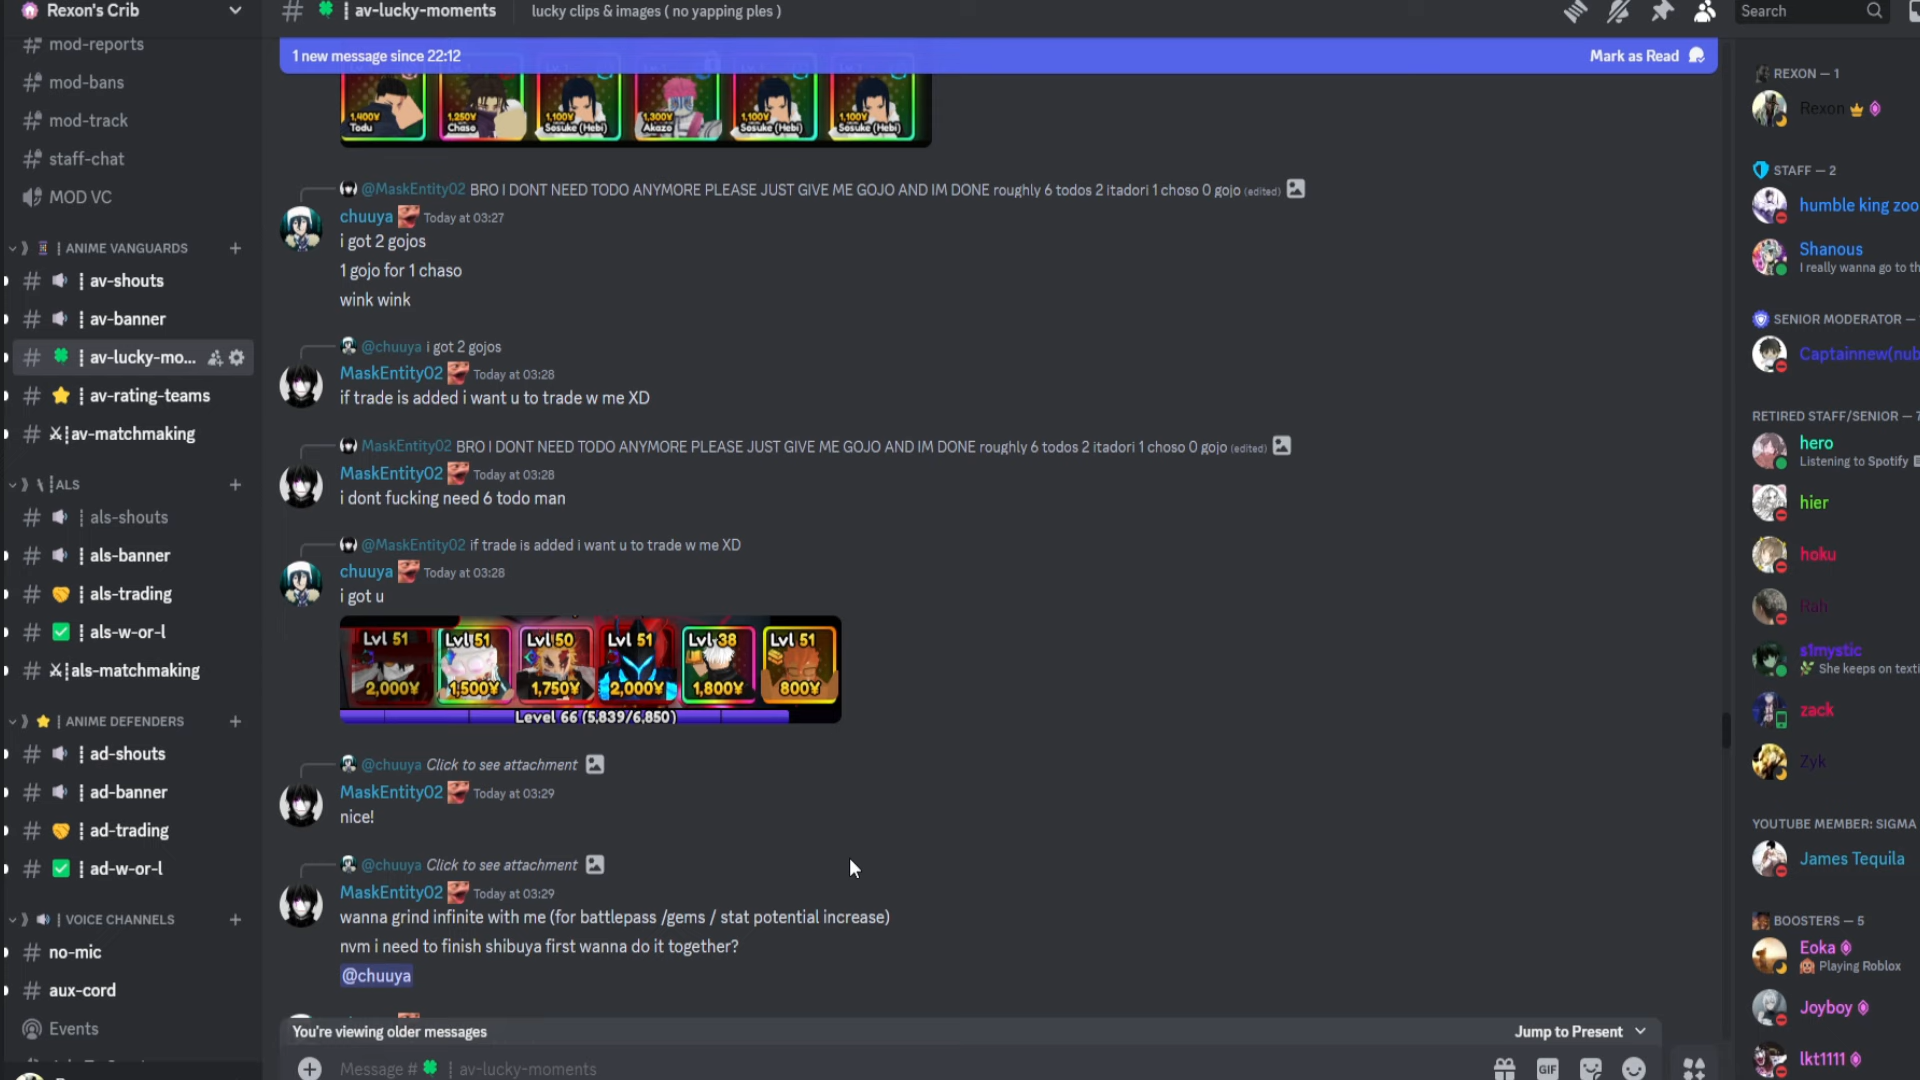 Rexon's Crib
mod-reports
mod-bans
mod-track
staff-chat
MOD VC
| ANIME VANGUARDS
av-shouts
av-banner
av-lucky-mo...
av-rating-teams
av-matchmaking
ALS
als-shouts
als-banner
als-trading
als-w-or-l
als-matchmaking
| ANIME DEFENDERS
ad-shouts
ad-banner
ad-trading
ad-w-or-l
| VOICE CHANNELS
no-mic
aux-cord
Events
av-lucky-moments
lucky clips & images ( no yapping ples )
Search
1 new message since 22:12
Mark as Read
1,400¥ 1,250¥ 1,100¥ 1,300¥ 1,100¥ 1,100¥
Todu Chaso Sosuke (Hebi) Akazo Sosuke (Hebi) Sosuke (Hebi)
@MaskEntity02 BRO I DONT NEED TODO ANYMORE PLEASE JUST GIVE ME GOJO AND IM DONE roughly 6 todos 2 itadori 1 choso 0 gojo (edited)
chuuya Today at 03:27
i got 2 gojos
1 gojo for 1 chaso
wink wink
@chuuya i got 2 gojos
MaskEntity02 Today at 03:28
if trade is added i want u to trade w me XD
MaskEntity02 BRO I DONT NEED TODO ANYMORE PLEASE JUST GIVE ME GOJO AND IM DONE roughly 6 todos 2 itadori 1 choso 0 gojo (edited)
MaskEntity02 Today at 03:28
i dont fucking need 6 todo man
@MaskEntity02 if trade is added i want u to trade w me XD
chuuya Today at 03:28
i got u
Lvl 51 Lvl 51 Lvl 50 Lvl 51 Lvl 38 Lvl 51
2,000¥ 1,500¥ 1,750¥ 2,000¥ 1,800¥ 800¥
Level 66 (5,839/6,850)
@chuuya Click to see attachment
MaskEntity02 Today at 03:29
nice!
@chuuya Click to see attachment
MaskEntity02 Today at 03:29
wanna grind infinite with me (for battlepass /gems / stat potential increase)
nvm i need to finish shibuya first wanna do it together?
@chuuya
You're viewing older messages
Jump to Present
Message # | av-lucky-moments
GIF
REXON — 1
Rexon
STAFF — 2
humble king zoo
Shanous
I really wanna go to th
SENIOR MODERATOR —
Captainnew(nub
RETIRED STAFF/SENIOR — 7
hero
Listening to Spotify
hier
hoku
Rah
s1mystic
She keeps on texti
zack
Zyk
YOUTUBE MEMBER: SIGMA
James Tequila
BOOSTERS — 5
Eoka
Playing Roblox
Joyboy
lkt1111